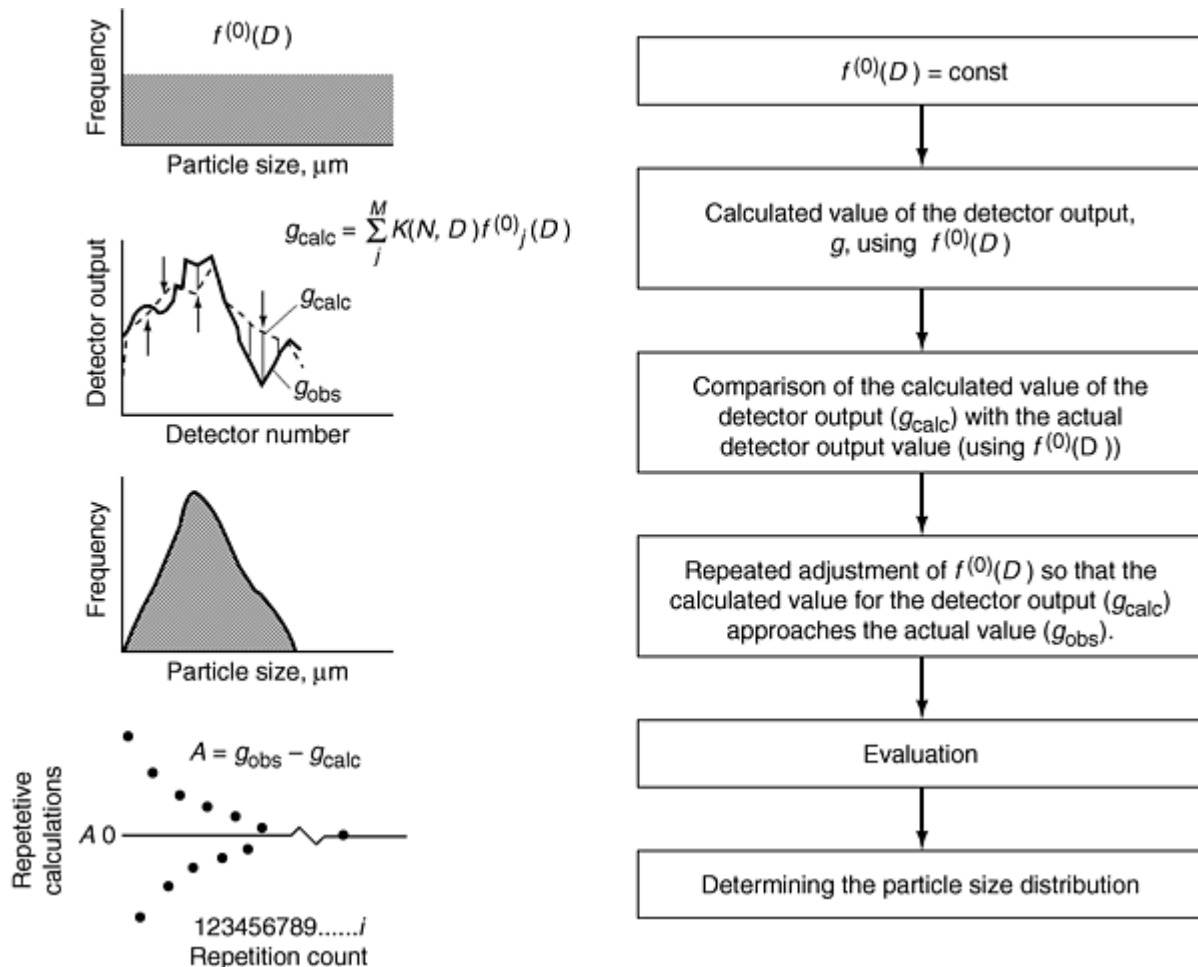 f⁽⁰⁾(D)
Frequency
Particle size, μm
g_calc = ∑_j^M K(N, D)f⁽⁰⁾_j(D)
Detector output
g_calc
g_obs
Detector number
Frequency
Particle size, μm
Repetetive
calculations
A = g_obs – g_calc
A 0
123456789......i
Repetition count
f⁽⁰⁾(D) = const
Calculated value of the detector output,
g, using f⁽⁰⁾(D)
Comparison of the calculated value of the
detector output (g_calc) with the actual
detector output value (using f⁽⁰⁾(D ))
Repeated adjustment of f⁽⁰⁾(D) so that the
calculated value for the detector output (g_calc)
approaches the actual value (g_obs).
Evaluation
Determining the particle size distribution